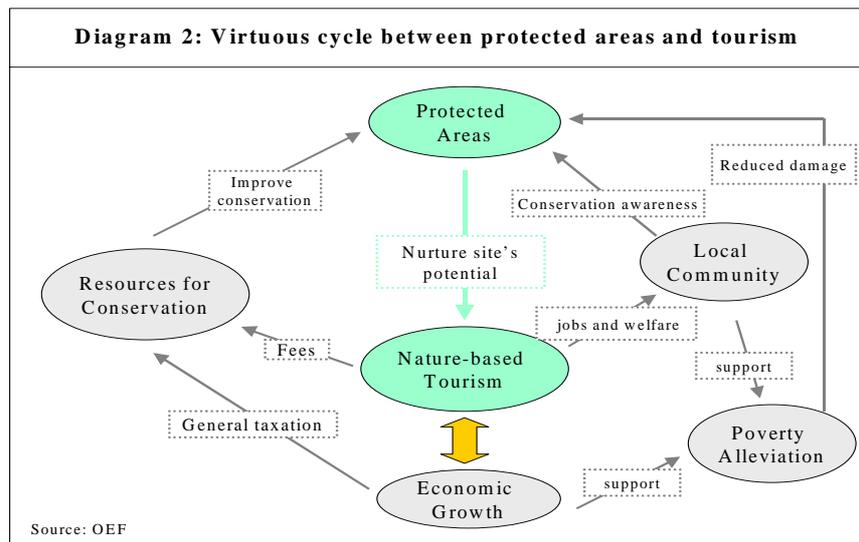 Diagram 2: Virtuous cycle between protected areas and tourism
Protected
Areas
Reduced damage
Improve
conservation
Conservation awareness
Nurture site's
potential
Local
Community
Resources for
Conservation
jobs and welfare
Fees
Nature-based
Tourism
support
General taxation
Poverty
Alleviation
support
Economic
Growth
Source: OEF